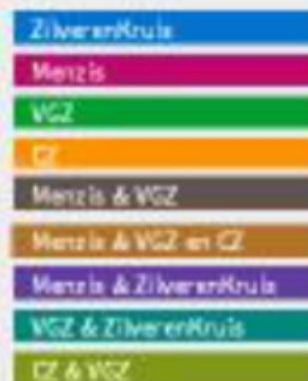 ZilverenKruis
Menzis
VGZ
CZ
Menzis & VGZ
Menzis & VGZ en CZ
Menzis & ZilverenKruis
VGZ & ZilverenKruis
CZ & VGZ